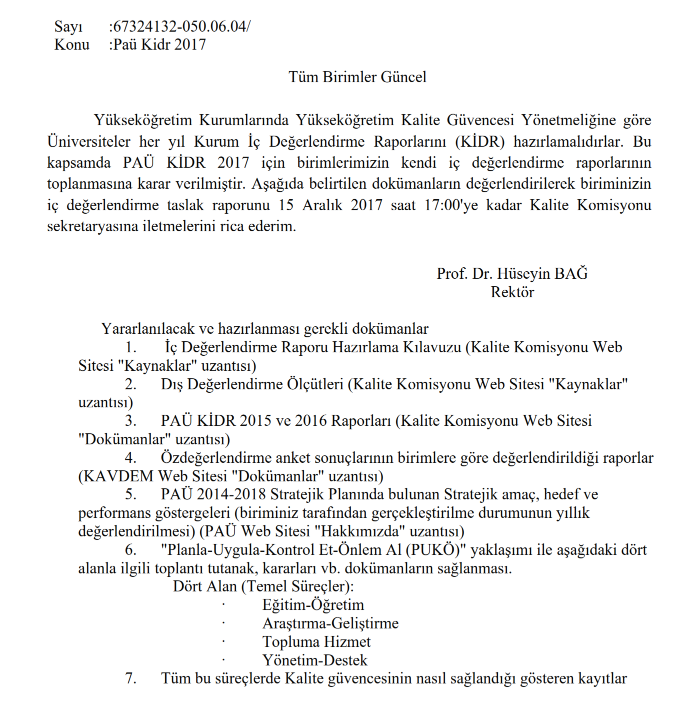 Sayı :67324132-050.06.04/
Konu :Paü Kidr 2017
Tüm Birimler Güncel
Yükseköğretim Kurumlarında Yükseköğretim Kalite Güvencesi Yönetmeliğine göre
Üniversiteler her yıl Kurum İç Değerlendirme Raporlarını (KİDR) hazırlamalıdırlar. Bu
kapsamda PAÜ KİDR 2017 için birimlerimizin kendi iç değerlendirme raporlarının
toplanmasına karar verilmiştir. Aşağıda belirtilen dokümanların değerlendirilerek biriminizin
iç değerlendirme taslak raporunu 15 Aralık 2017 saat 17:00'ye kadar Kalite Komisyonu
sekretaryasına iletmelerini rica ederim.
Prof. Dr. Hüseyin BAĞ
Rektör
Yararlanılacak ve hazırlanması gerekli dokümanlar
1. İç Değerlendirme Raporu Hazırlama Kılavuzu (Kalite Komisyonu Web
Sitesi "Kaynaklar" uzantısı)
2. Dış Değerlendirme Ölçütleri (Kalite Komisyonu Web Sitesi "Kaynaklar"
uzantısı)
3. PAÜ KİDR 2015 ve 2016 Raporları (Kalite Komisyonu Web Sitesi
"Dokümanlar" uzantısı)
4. Özdeğerlendirme anket sonuçlarının birimlere göre değerlendirildiği raporlar
(KAVDEM Web Sitesi "Dokümanlar" uzantısı)
5. PAÜ 2014-2018 Stratejik Planında bulunan Stratejik amaç, hedef ve
performans göstergeleri (biriminiz tarafından gerçekleştirilme durumunun yıllık
değerlendirilmesi) (PAÜ Web Sitesi "Hakkımızda" uzantısı)
6. "Planla-Uygula-Kontrol Et-Önlem Al (PUKÖ)" yaklaşımı ile aşağıdaki dört
alanla ilgili toplantı tutanak, kararları vb. dokümanların sağlanması.
Dört Alan (Temel Süreçler):
· Eğitim-Öğretim
· Araştırma-Geliştirme
· Topluma Hizmet
· Yönetim-Destek
7. Tüm bu süreçlerde Kalite güvencesinin nasıl sağlandığı gösteren kayıtlar